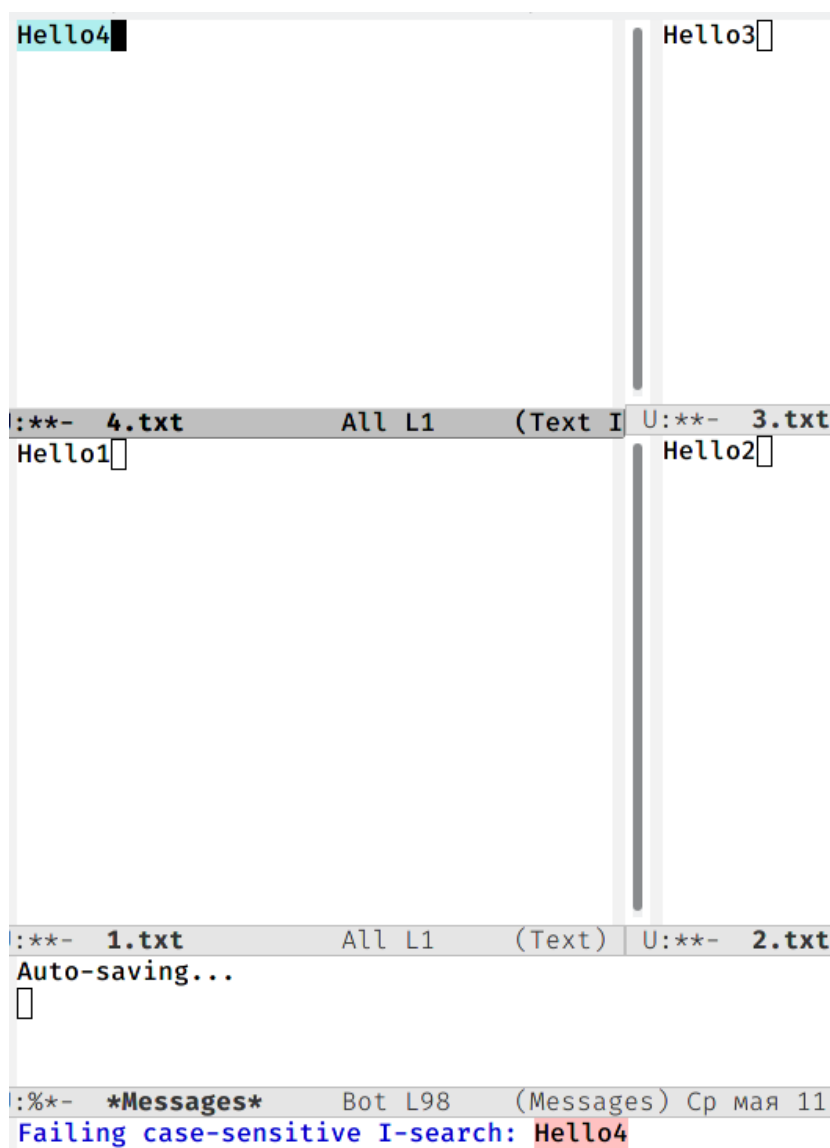 Hello4
Hello3
:**-  4.txt          All L1     (Text I
U:**-  3.txt
Hello1
Hello2
:**-  1.txt          All L1     (Text)
U:**-  2.txt
Auto-saving...
:%*-  *Messages*     Bot L98    (Messages) Ср мая 11
Failing case-sensitive I-search: Hello4